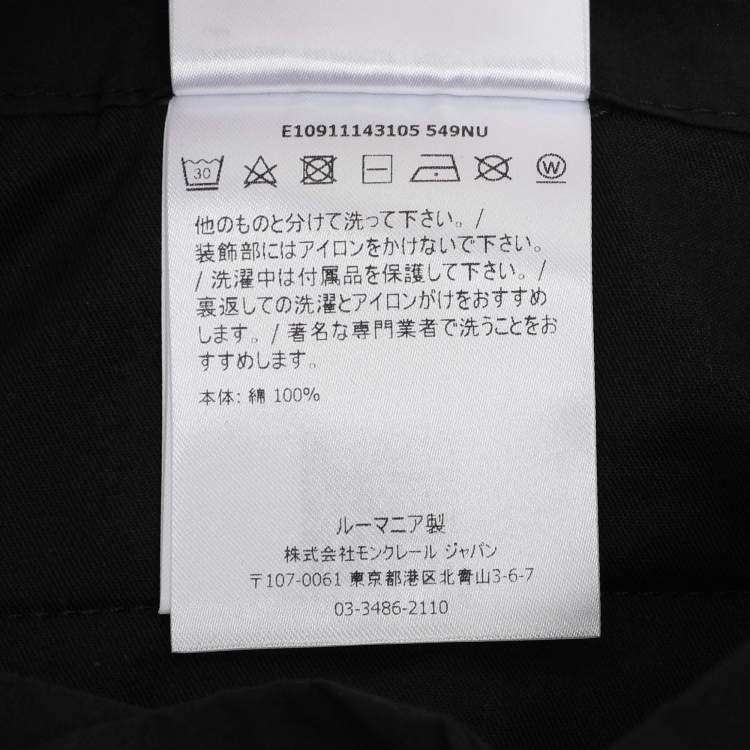 E10911143105 549NU
30 W
他のものと分けて洗って下さい。/
装飾部にはアイロンをかけないで下さい。
/ 洗濯中は付属品を保護して下さい。/
裏返しての洗濯とアイロンがけをおすすめ
します。/ 著名な専門業者で洗うことをお
すすめします。
本体: 綿 100%
ルーマニア製
株式会社モンクレール ジャパン
〒107-0061 東京都港区北青山3-6-7
03-3486-2110